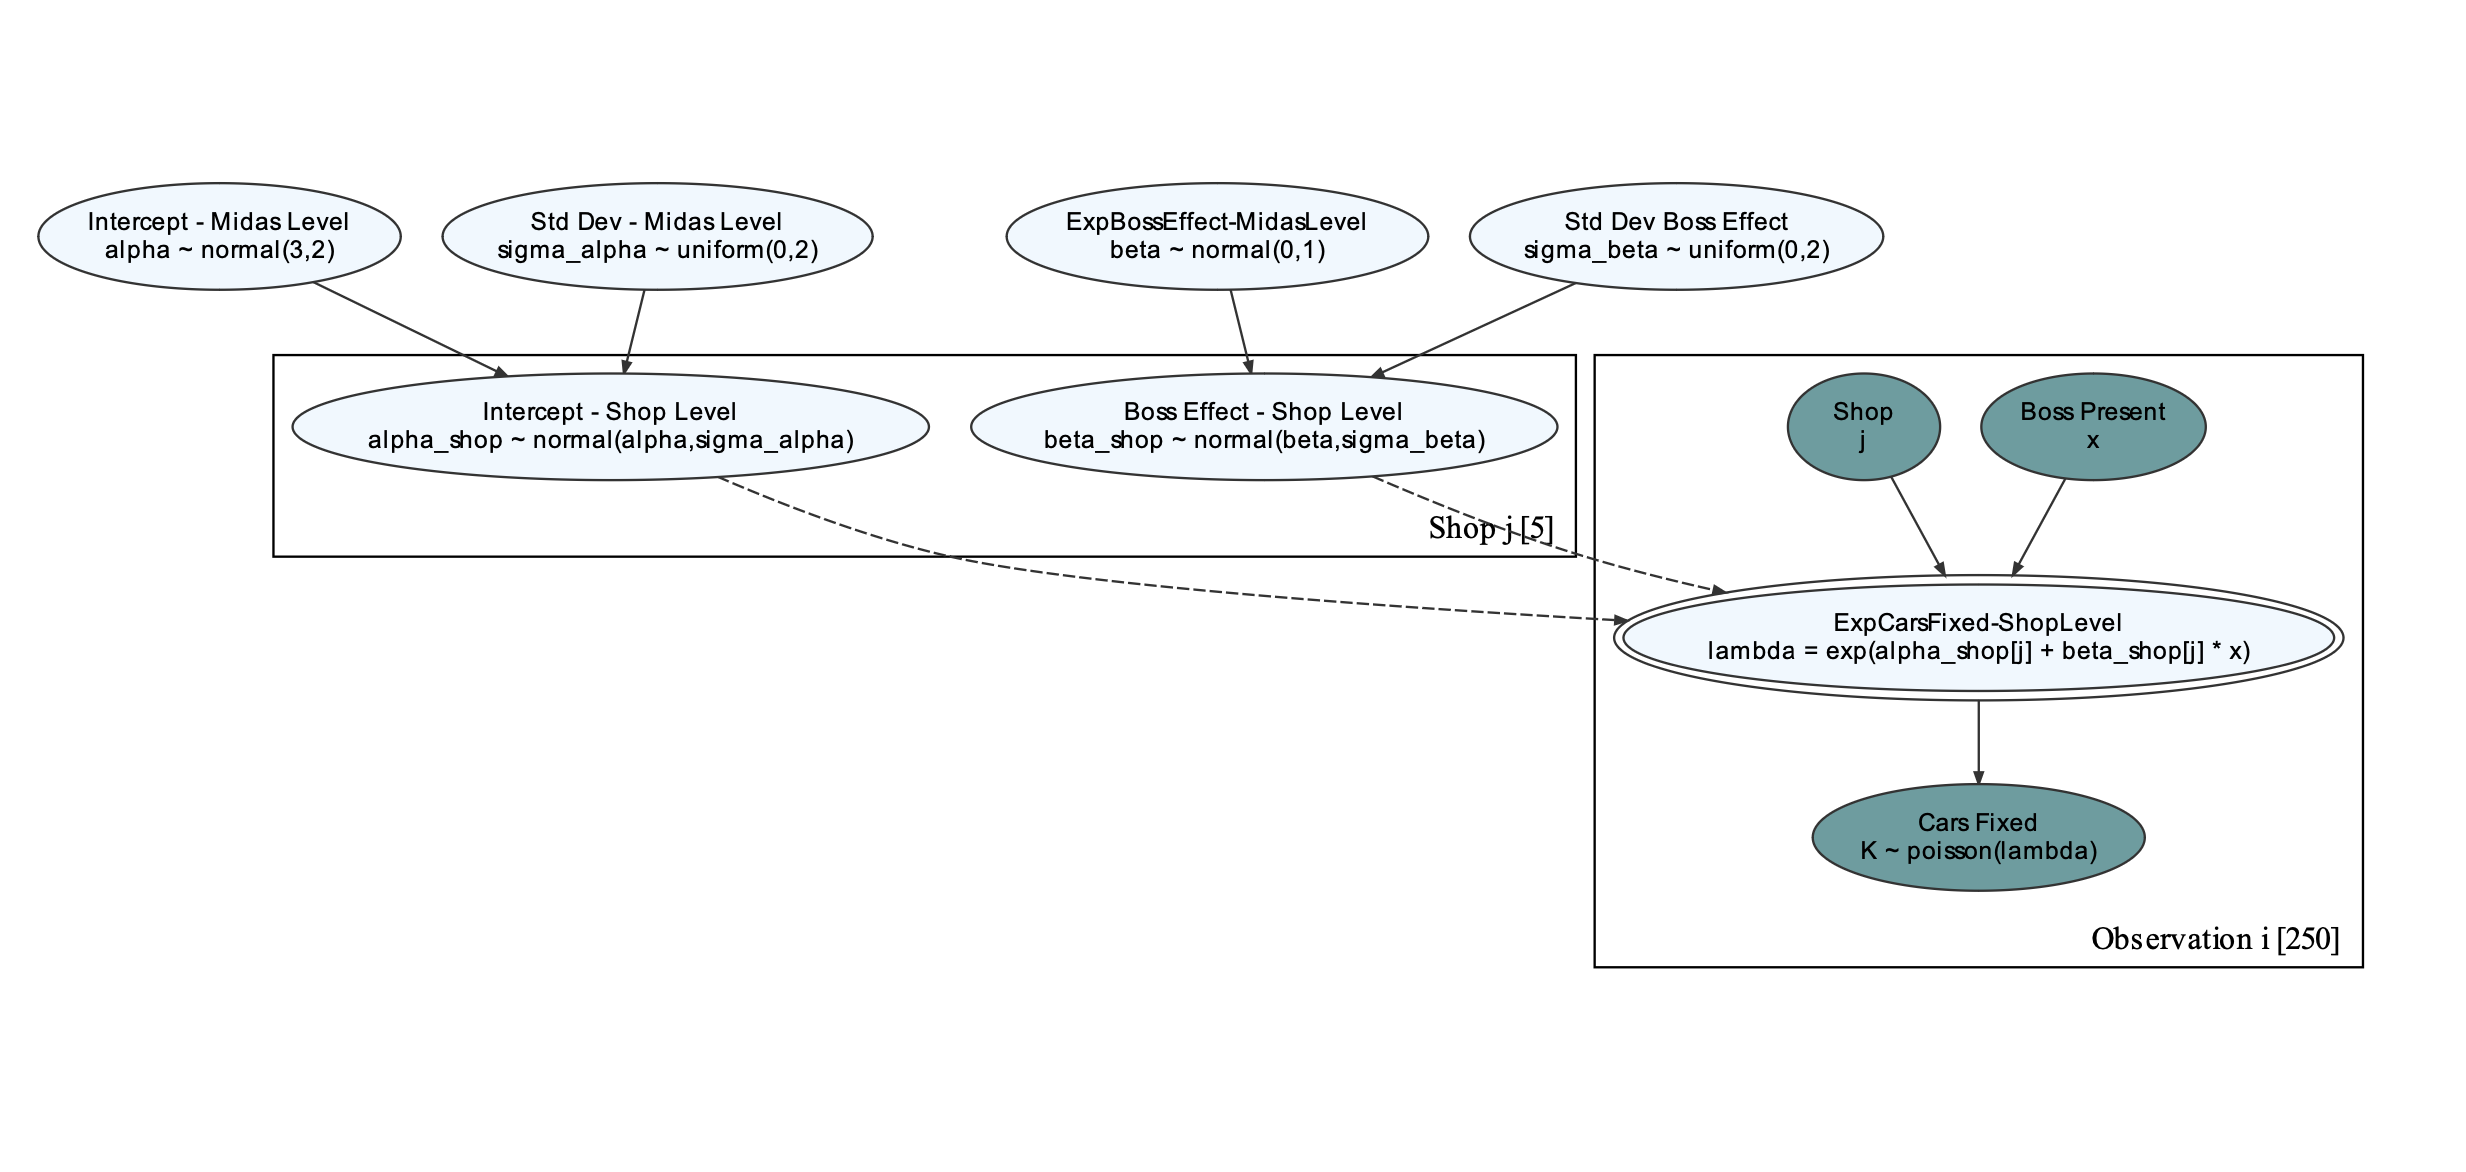 Intercept - Midas Level
alpha ~ normal(3,2)
Std Dev - Midas Level
sigma_alpha ~ uniform(0,2)
ExpBossEffect-MidasLevel
beta ~ normal(0,1)
Std Dev Boss Effect
sigma_beta ~ uniform(0,2)
Intercept - Shop Level
alpha_shop ~ normal(alpha,sigma_alpha)
Boss Effect - Shop Level
beta_shop ~ normal(beta,sigma_beta)
Shop j [5]
Shop
j
Boss Present
x
ExpCarsFixed-ShopLevel
lambda = exp(alpha_shop[j] + beta_shop[j] * x)
Cars Fixed
K ~ poisson(lambda)
Observation i [250]